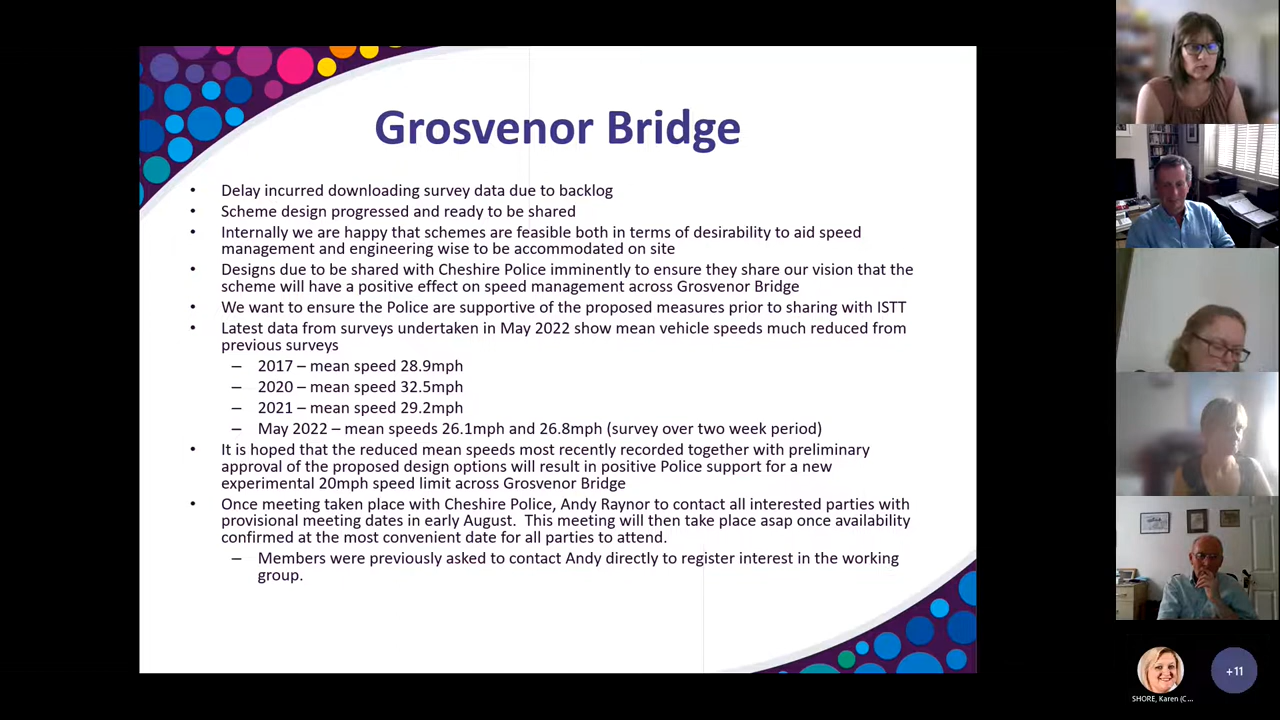 Grosvenor Bridge
• Delay incurred downloading survey data due to backlog
• Scheme design progressed and ready to be shared
• Internally we are happy that schemes are feasible both in terms of desirability to aid speed
management and engineering wise to be accommodated on site
• Designs due to be shared with Cheshire Police imminently to ensure they share our vision that the
scheme will have a positive effect on speed management across Grosvenor Bridge
• We want to ensure the Police are supportive of the proposed measures prior to sharing with ISTT
• Latest data from surveys undertaken in May 2022 show mean vehicle speeds much reduced from
previous surveys
– 2017 – mean speed 28.9mph
– 2020 – mean speed 32.5mph
– 2021 – mean speed 29.2mph
– May 2022 – mean speeds 26.1mph and 26.8mph (survey over two week period)
• It is hoped that the reduced mean speeds most recently recorded together with preliminary
approval of the proposed design options will result in positive Police support for a new
experimental 20mph speed limit across Grosvenor Bridge
• Once meeting taken place with Cheshire Police, Andy Raynor to contact all interested parties with
provisional meeting dates in early August.  This meeting will then take place asap once availability
confirmed at the most convenient date for all parties to attend.
– Members were previously asked to contact Andy directly to register interest in the working
group.
+11
SHORE, Karen (C...